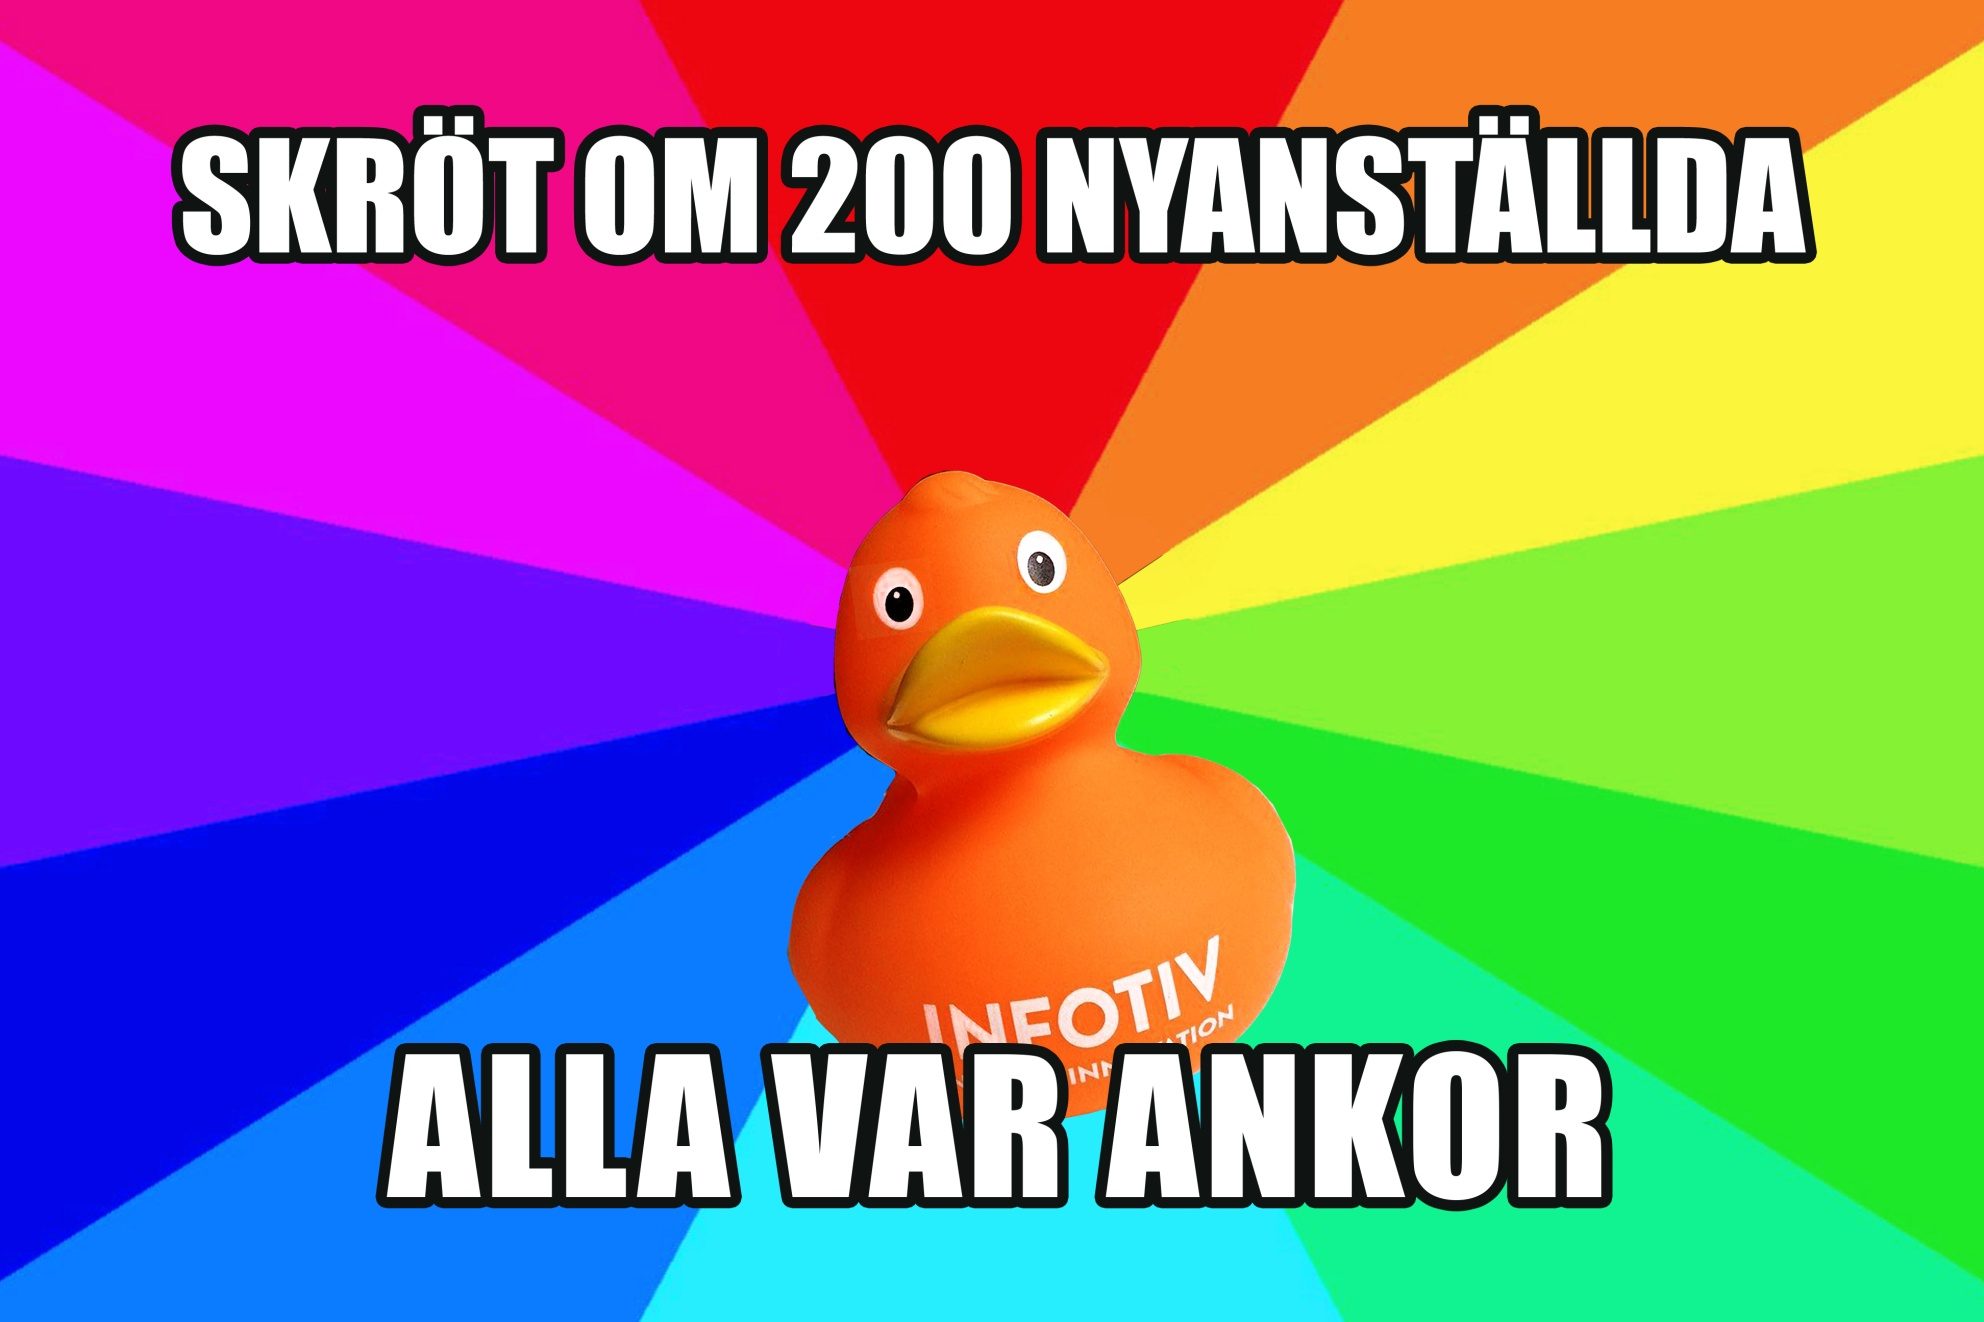 SKRÖT OM 200 NYANSTÄLLDA
INFOTIV
ALLA VAR ANKOR